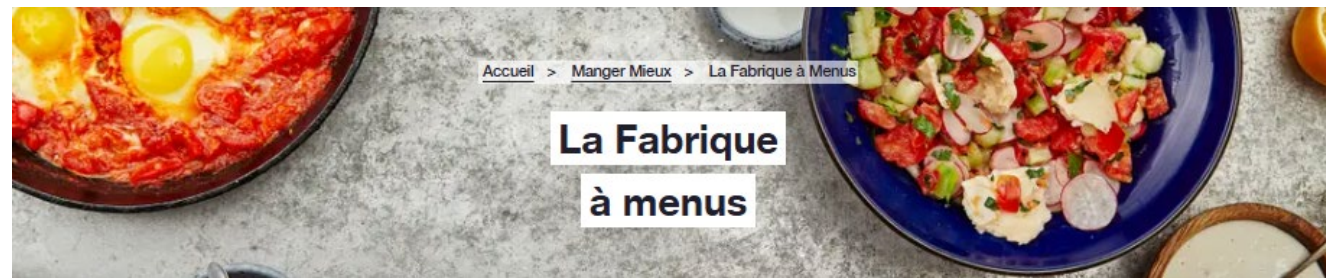 Accueil > Manger Mieux > La Fabrique à Menus
La Fabrique
à menus